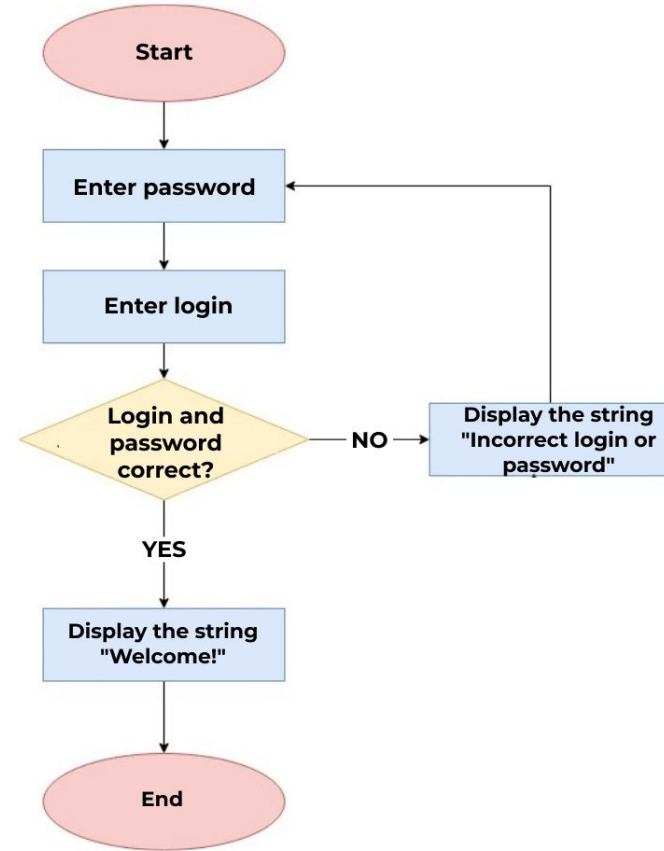 Start
Enter password
Enter login
Login and
password
correct?
NO
Display the string
"Incorrect login or
password"
YES
Display the string
"Welcome!"
End